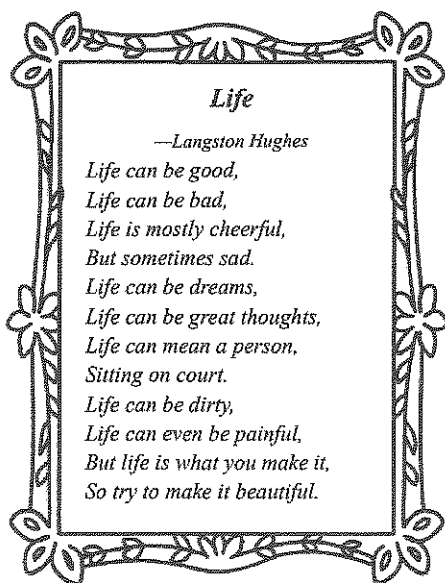 Life
—Langston Hughes
Life can be good,
Life can be bad,
Life is mostly cheerful,
But sometimes sad.
Life can be dreams,
Life can be great thoughts,
Life can mean a person,
Sitting on court.
Life can be dirty,
Life can even be painful,
But life is what you make it,
So try to make it beautiful.